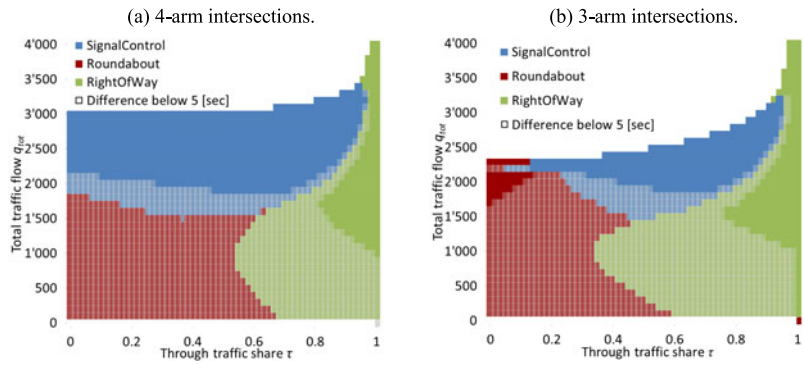 (a) 4-arm intersections.
4'000
3'500
3'000
2'500
2'000
1'500
1'000
500
0
Total traffic flow q_tot
SignalControl
Roundabout
RightOfWay
Difference below 5 [sec]
0 0.2 0.4 0.6 0.8 1
Through traffic share τ
(b) 3-arm intersections.
4'000
3'500
3'000
2'500
2'000
1'500
1'000
500
0
Total traffic flow q_tot
SignalControl
Roundabout
RightOfWay
Difference below 5 [sec]
0 0.2 0.4 0.6 0.8 1
Through traffic share τ